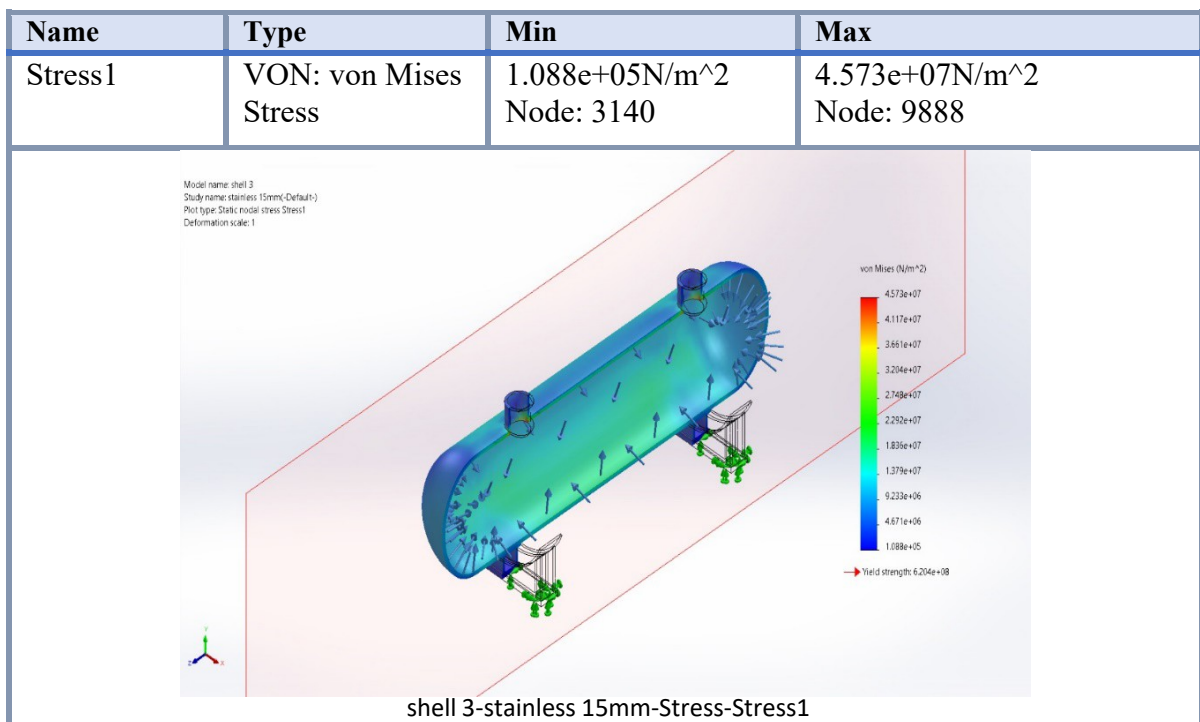 Name Type Min Max
Stress1 VON: von Mises 1.088e+05N/m^2 4.573e+07N/m^2
Stress Node: 3140 Node: 9888
Model name: shell 3
Study name: stainless 15mm(-Default-)
Plot type: Static nodal stress Stress1
Deformation scale: 1
von Mises (N/m^2)
4.573e+07
4.117e+07
3.661e+07
3.204e+07
2.748e+07
2.292e+07
1.836e+07
1.379e+07
9.233e+06
4.671e+06
1.088e+05
Yield strength: 6.204e+08
Y
Z X
shell 3-stainless 15mm-Stress-Stress1